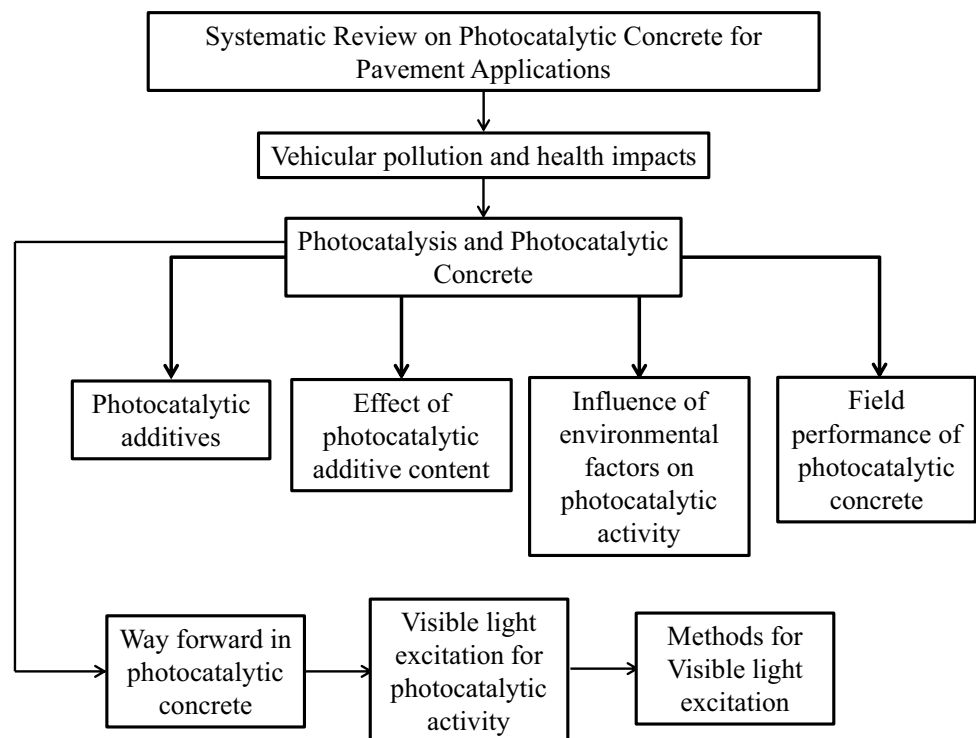 Systematic Review on Photocatalytic Concrete for
Pavement Applications
Vehicular pollution and health impacts
Photocatalysis and Photocatalytic
Concrete
Photocatalytic
additives
Effect of
photocatalytic
additive content
Influence of
environmental
factors on
photocatalytic
activity
Field
performance of
photocatalytic
concrete
Way forward in
photocatalytic
concrete
Visible light
excitation for
photocatalytic
activity
Methods for
Visible light
excitation